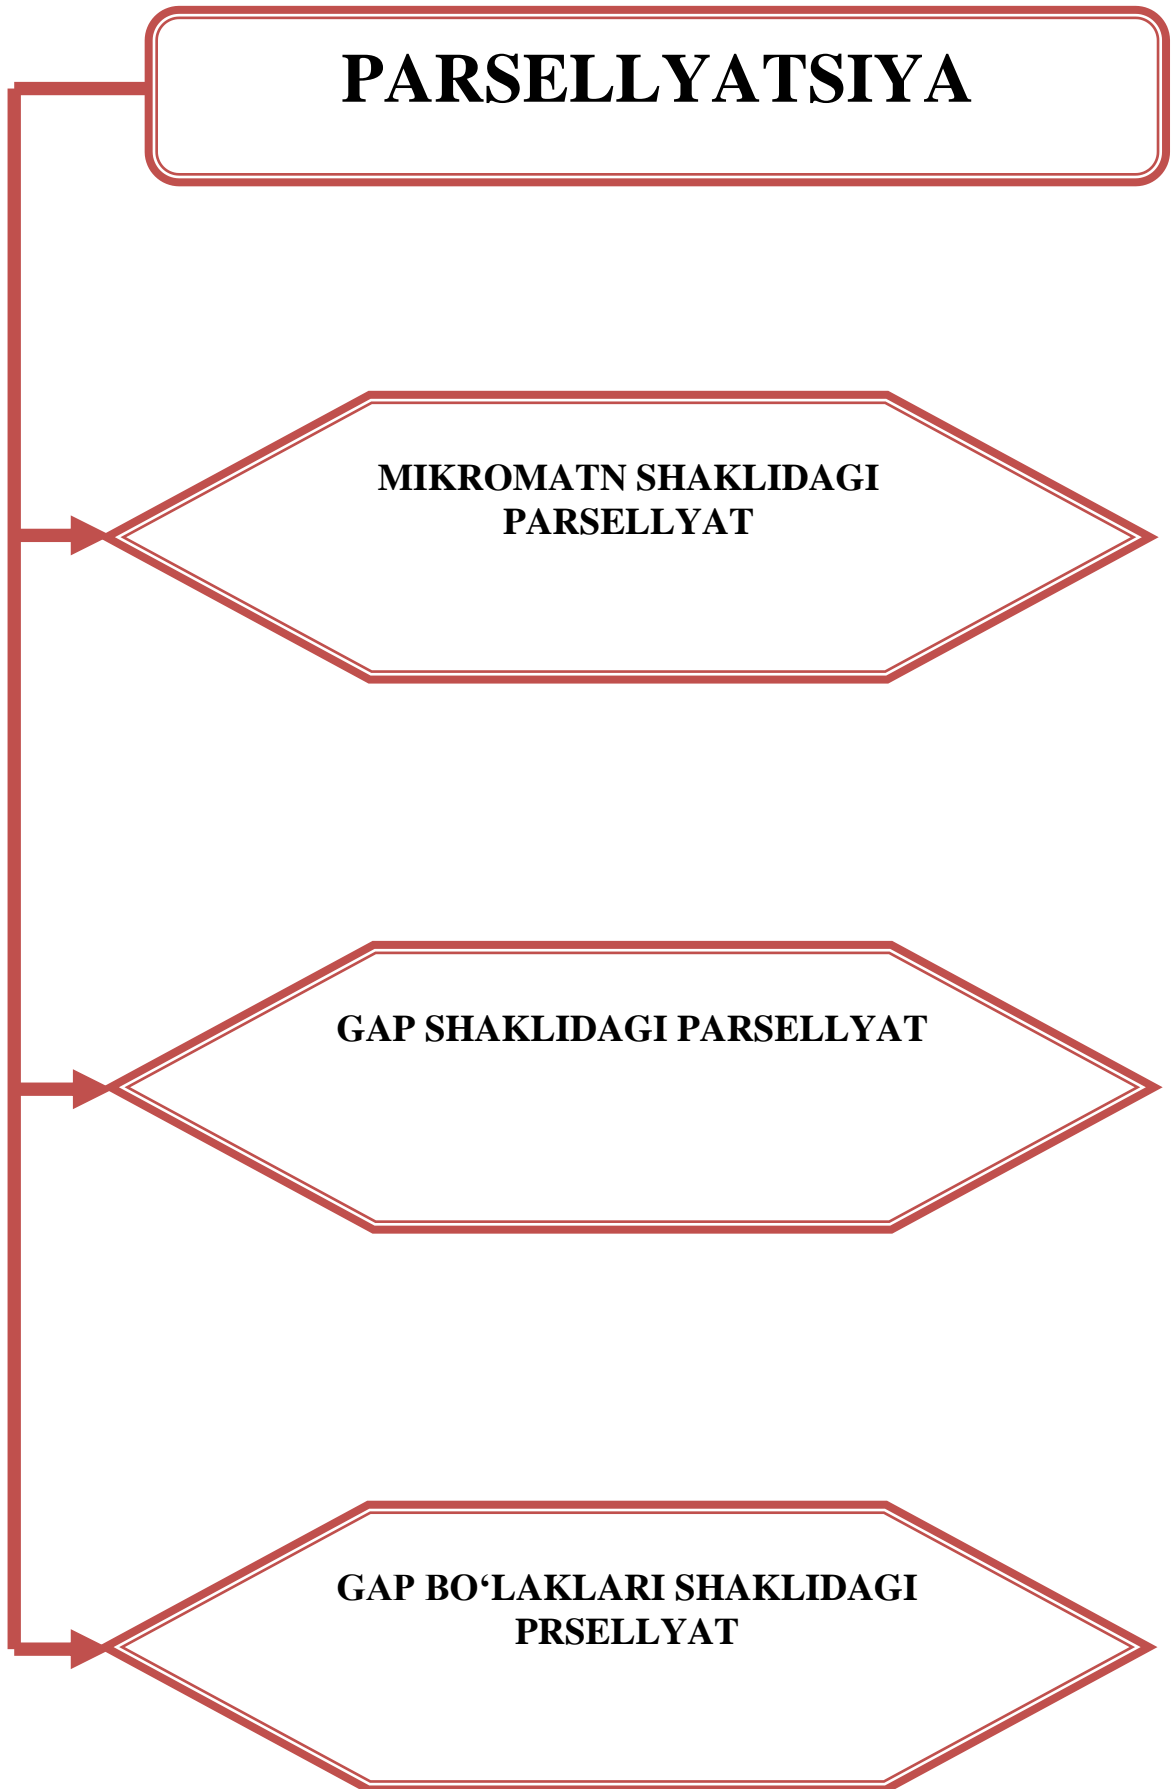 PARSELLYATSIYA
MIKROMATN SHAKLIDAGI
PARSELLYAT
GAP SHAKLIDAGI PARSELLYAT
GAP BO‘LAKLARI SHAKLIDAGI
PRSELLYAT